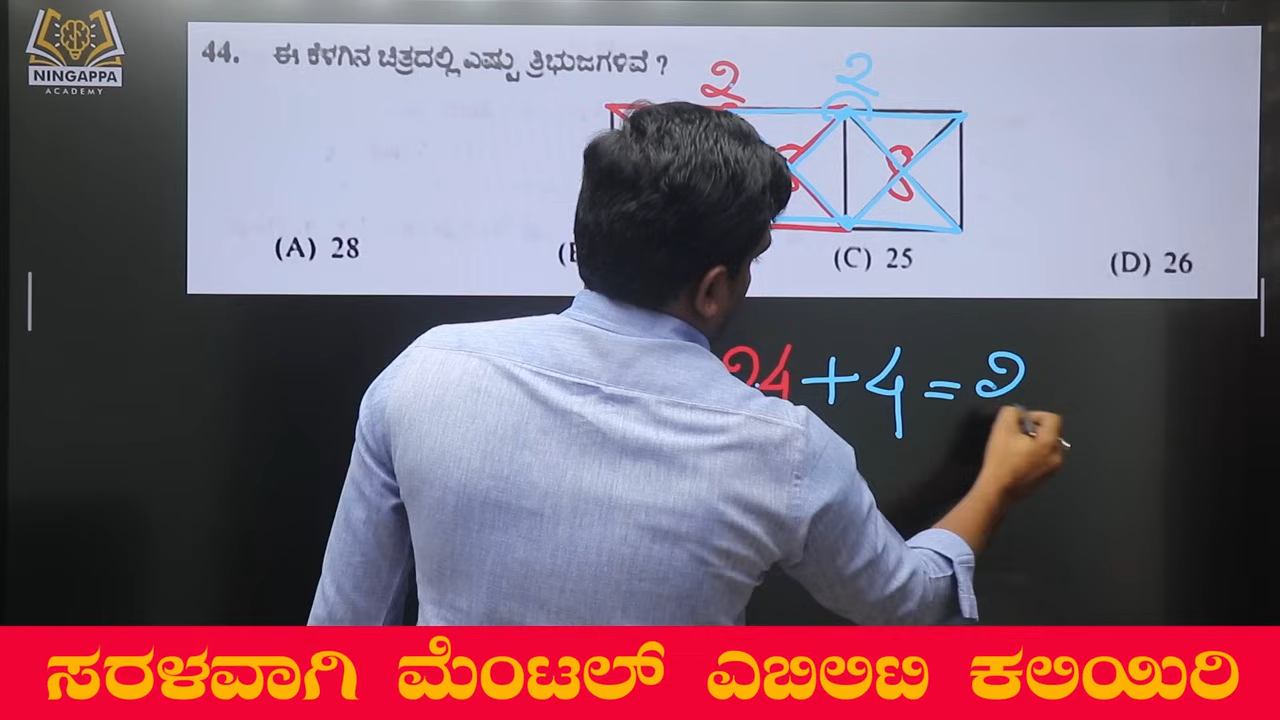 NINGAPPA
ACADEMY
44. ಈ ಕೆಳಗಿನ ಚಿತ್ರದಲ್ಲಿ ಎಷ್ಟು ತ್ರಿಭುಜಗಳಿವೆ ?
2 2
8 8
(A) 28 (C) 25 (D) 26
24 + 4 = 2
ಸರಳವಾಗಿ ಮೆಂಟಲ್ ಎಬಿಲಿಟಿ ಕಲಿಯಿರಿ